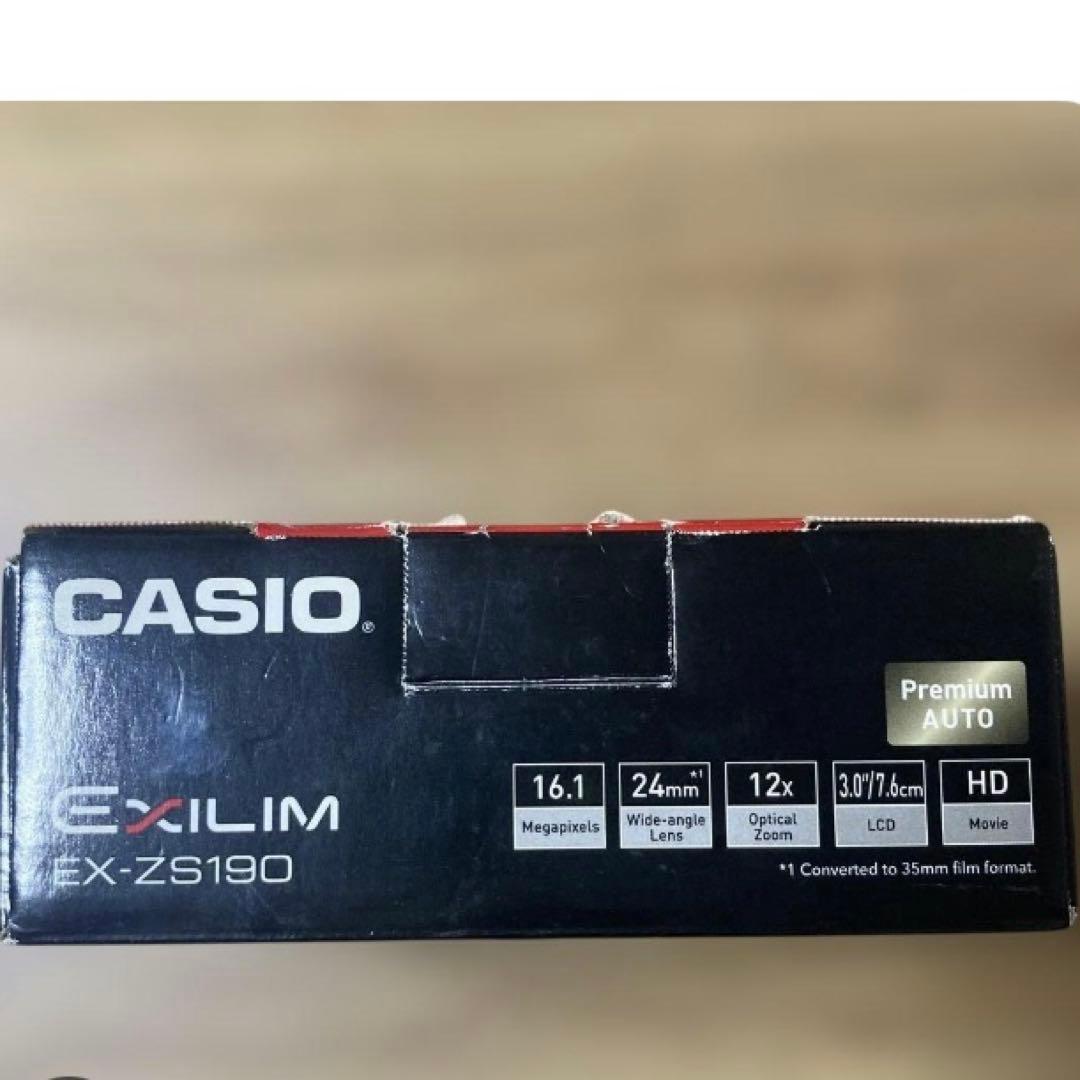 CASIO®
Premium
AUTO
EXILIM
EX-ZS190
16.1
Megapixels
24mm*1
Wide-angle
Lens
12x
Optical
Zoom
3.0"/7.6cm
LCD
HD
Movie
*1 Converted to 35mm film format.